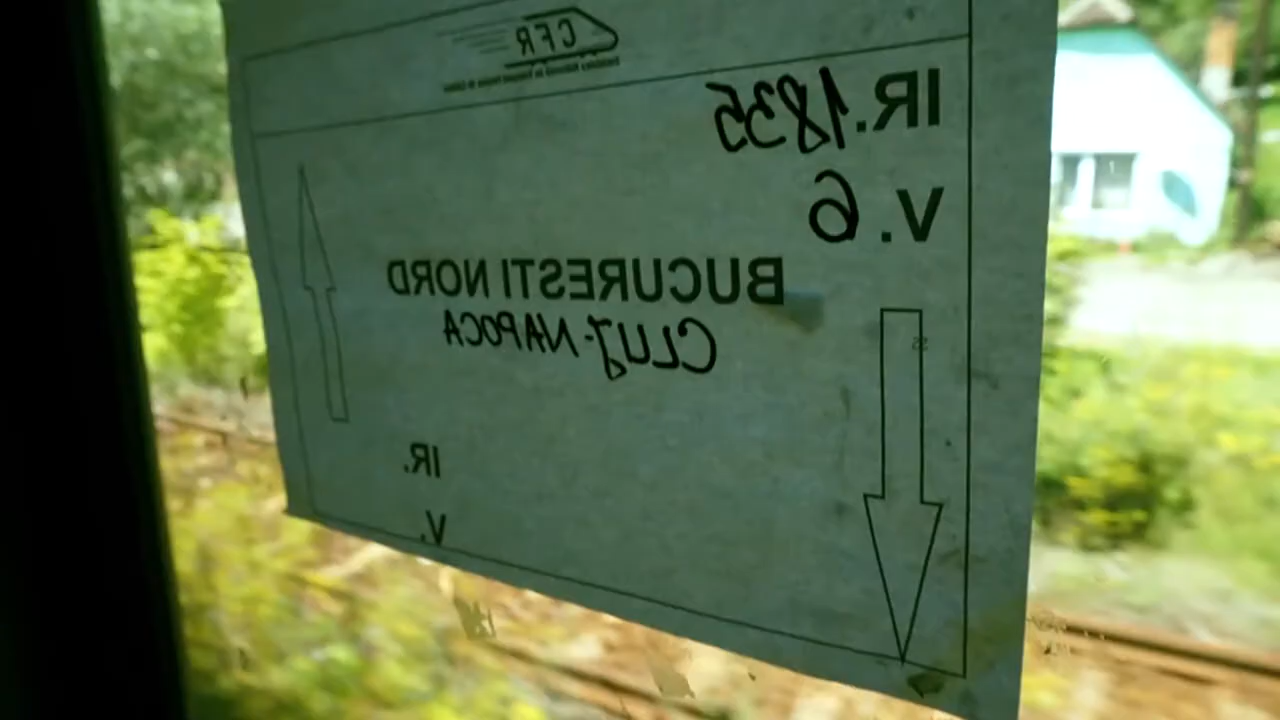 CFR
IR.1835
V. 6
BUCURESTI NORD
CLUJ-NAPOCA
IR.
V.